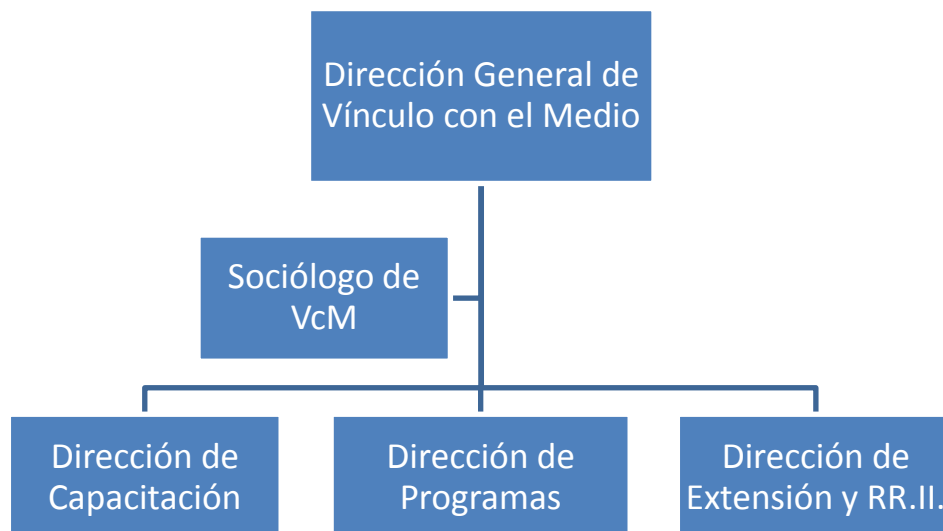 Dirección General de
Vínculo con el Medio
Sociólogo de
VcM
Dirección de
Capacitación
Dirección de
Programas
Dirección de
Extensión y RR.II.